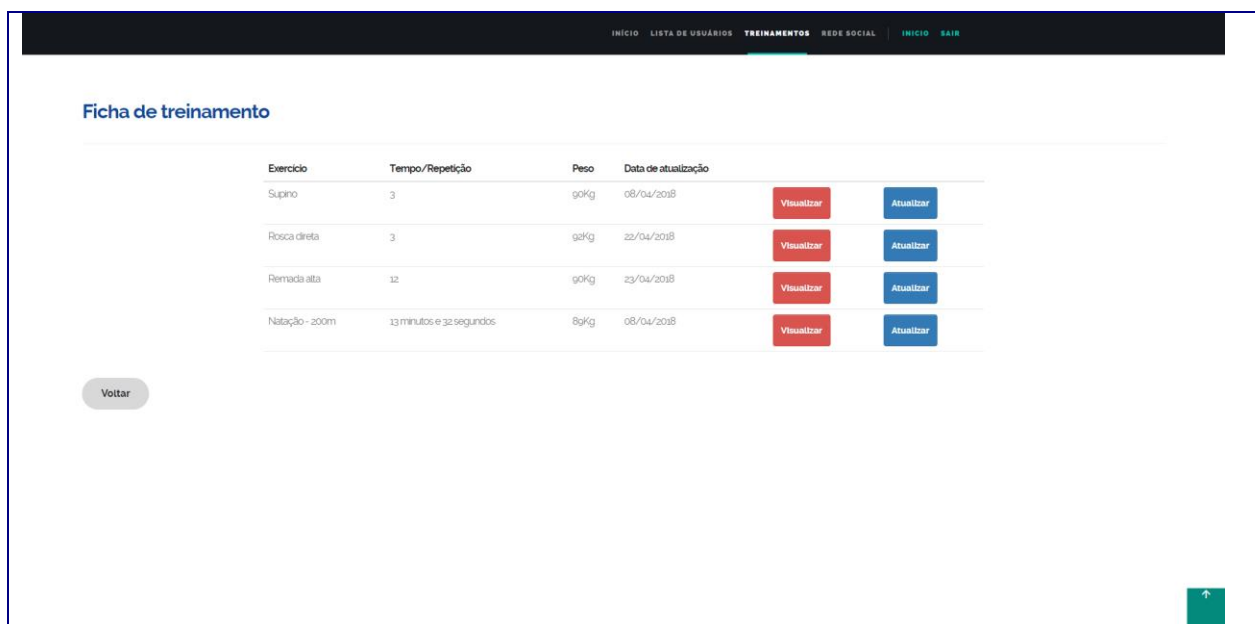 INÍCIO LISTA DE USUÁRIOS TREINAMENTOS REDE SOCIAL INICIO SAIR
Ficha de treinamento
Exercício Tempo/Repetição Peso Data de atualização
Supino 3 90Kg 08/04/2018 Visualizar Atualizar
Rosca direta 3 92Kg 22/04/2018 Visualizar Atualizar
Remada alta 12 90Kg 23/04/2018 Visualizar Atualizar
Natação - 200m 13 minutos e 32 segundos 89Kg 08/04/2018 Visualizar Atualizar
Voltar